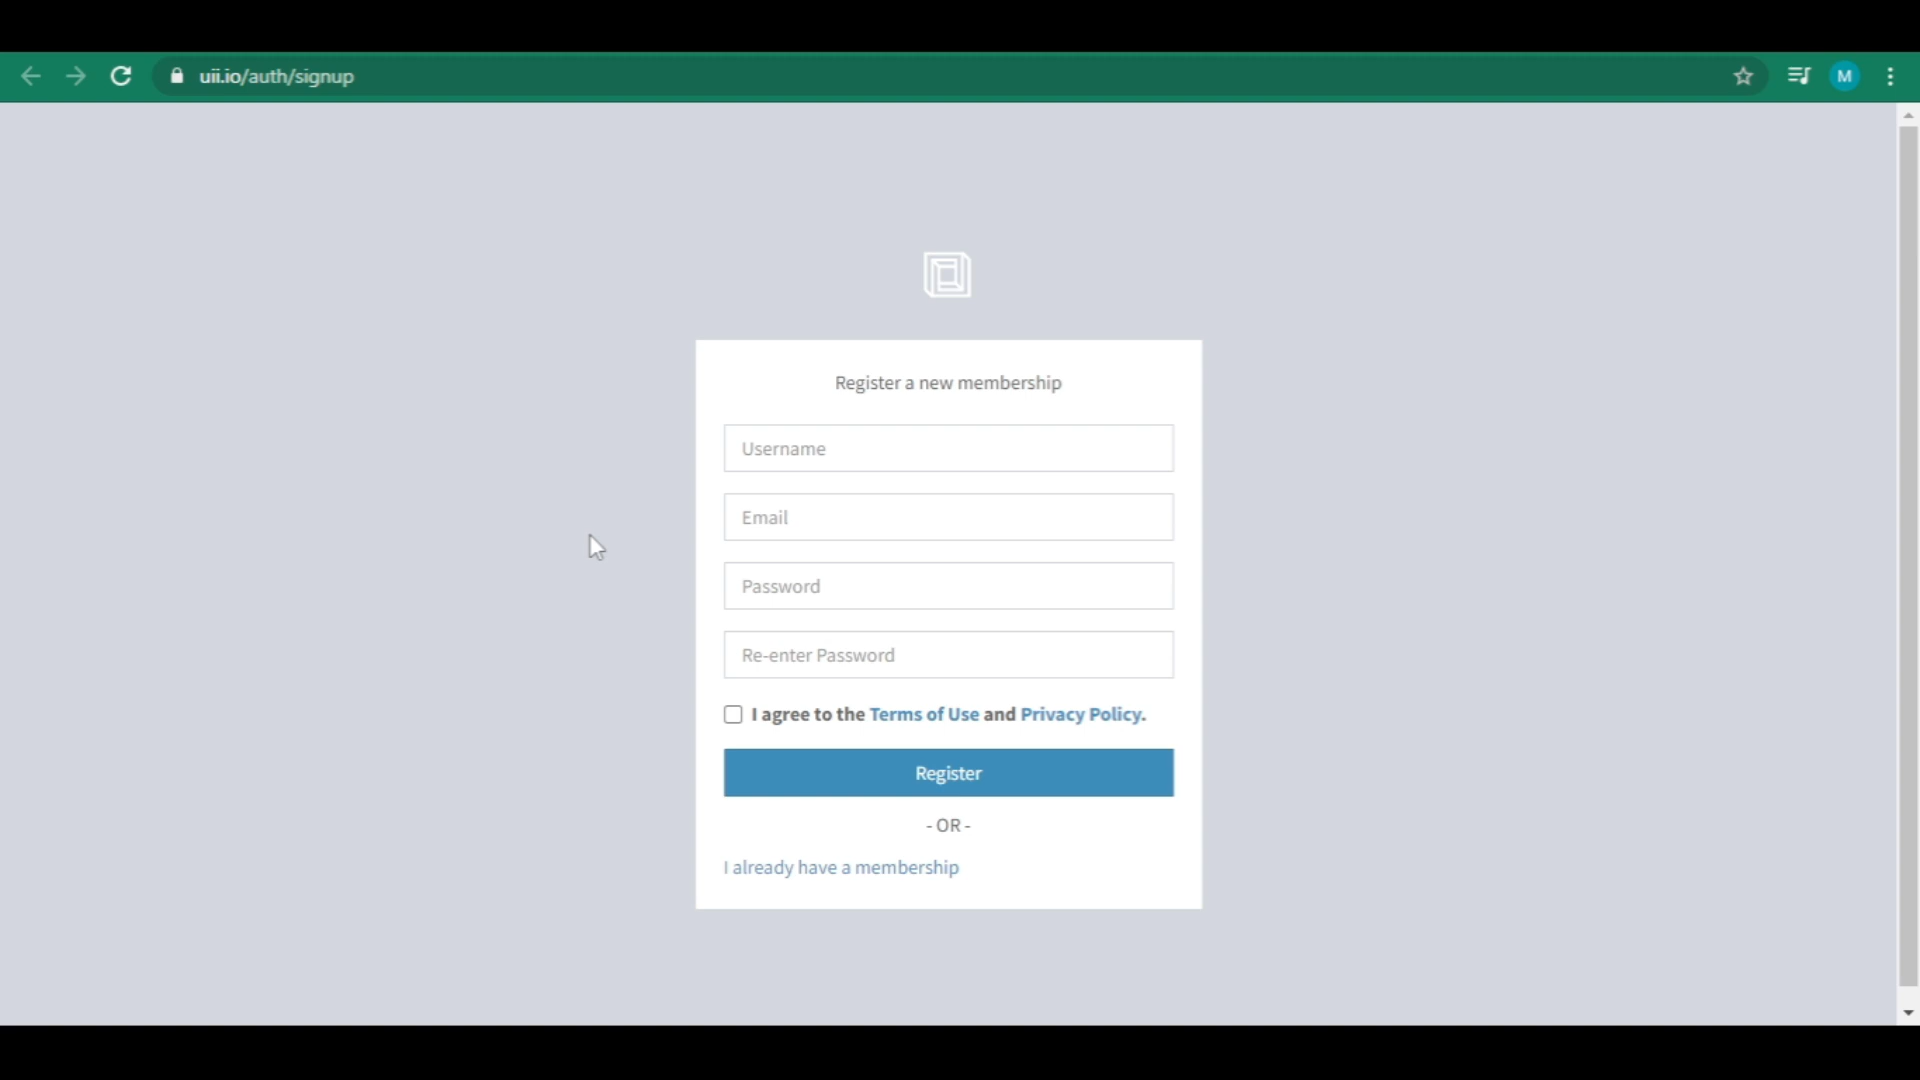 uii.io/auth/signup
M
Register a new membership
Username
Email
Password
Re-enter Password
I agree to the Terms of Use and Privacy Policy.
Register
- OR -
I already have a membership